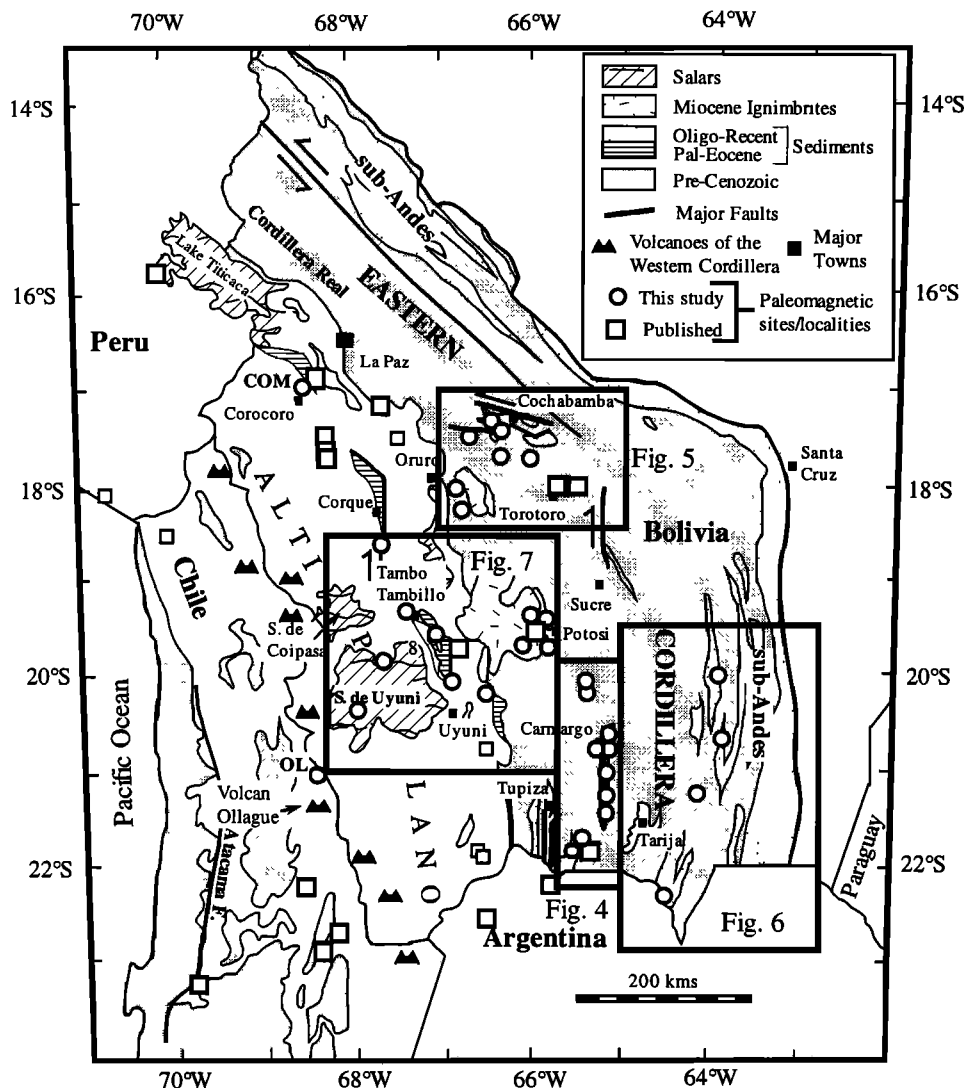 70°W
68°W
66°W
64°W
14°S
14°S
16°S
16°S
18°S
18°S
20°S
20°S
22°S
22°S
70°W
68°W
66°W
64°W
Salars
Miocene Ignimbrites
Oligo-Recent
Pal-Eocene
Sediments
Pre-Cenozoic
Major Faults
Volcanoes of the
Western Cordillera
Major
Towns
This study
Published
Paleomagnetic
sites/localities
sub-Andes
Cordillera Real
EASTERN
Lake Titicaca
Peru
La Paz
COM
Corocoro
Cochabamba
Fig. 5
Santa
Cruz
Oruro
Torotoro
Corque
ALTIPLANO
Bolivia
Fig. 7
Tambo
Tambillo
Chile
Sucre
Potosi
S. de
Coipasa
8
S. de Uyuni
Uyuni
Camargo
CORDILLERA
sub-Andes
Pacific Ocean
OL
Volcan
Ollague
Tupiza
Tarija
Atacama F.
Paraguay
Fig. 4
Fig. 6
Argentina
200 kms